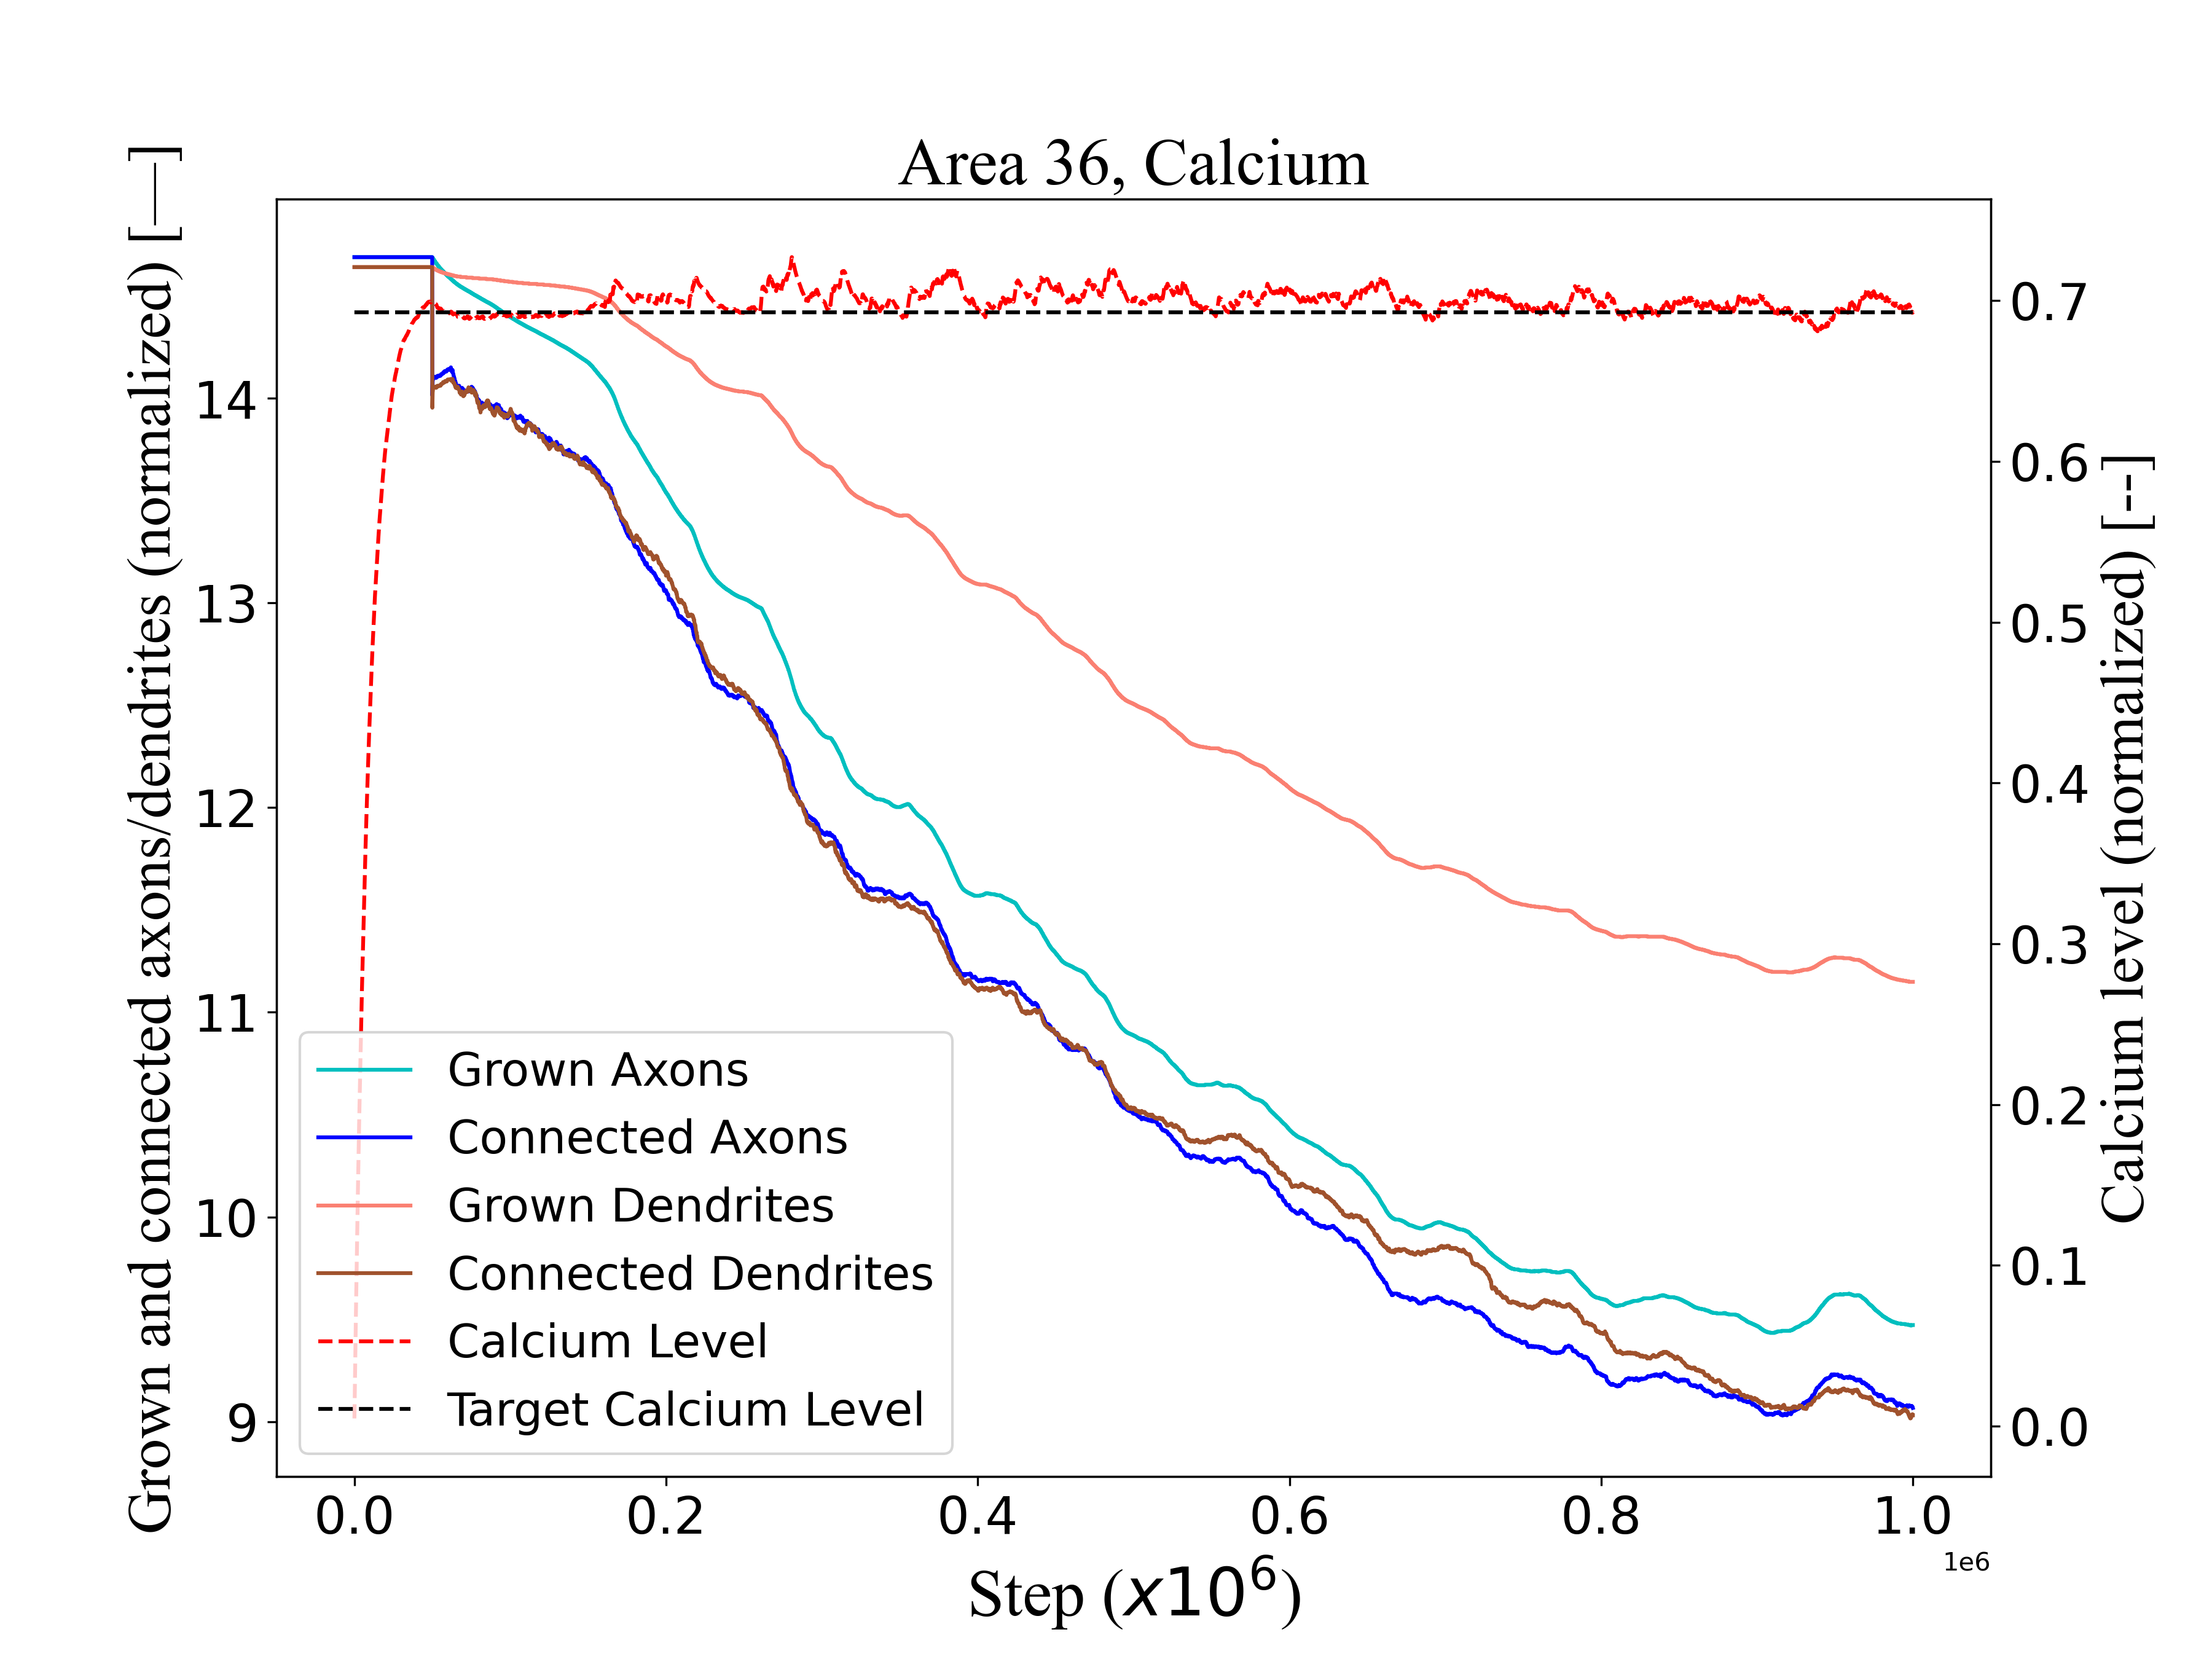 Area 36, Calcium
Grown and connected axons/dendrites (normalized) [—]
14
13
12
11
10
9
0.7
0.6
0.5
0.4
0.3
0.2
0.1
0.0
Calcium level (normalized) [--]
Grown Axons
Connected Axons
Grown Dendrites
Connected Dendrites
Calcium Level
Target Calcium Level
0.0 0.2 0.4 0.6 0.8 1.0
1e6
Step (x10⁶)